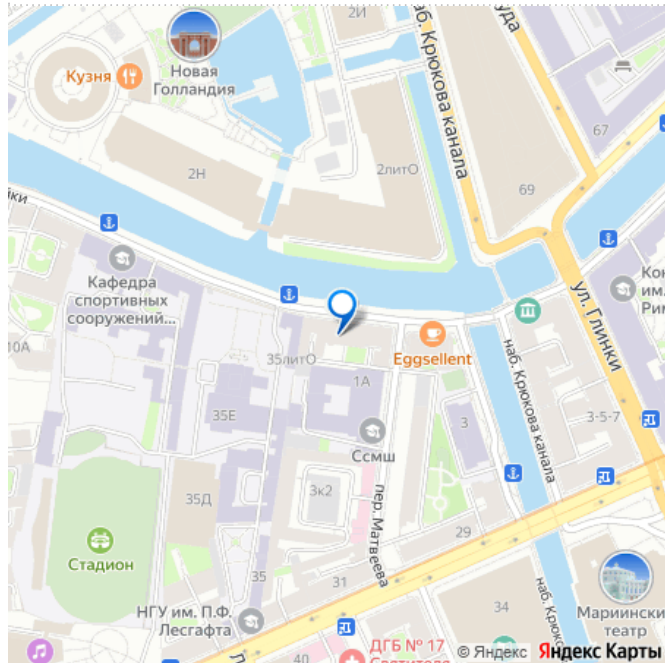 2И
наб. Крюкова канала
Кузня
Новая
Голландия
67
2Н
2литО
69
йки
Кафедра
спортивных
сооружений...
ул. Глинки
10А
35литО
Eggsellent
1А
35Е
наб. Крюкова канала
3
3-5-7
Ссмш
3к2
35Д
пер. Матвеева
Стадион
29
35
31
НГУ им. П.Ф.
Лесгафта
34
Мариинский
театр
40
ДГБ № 17
© Яндекс Яндекс Карты